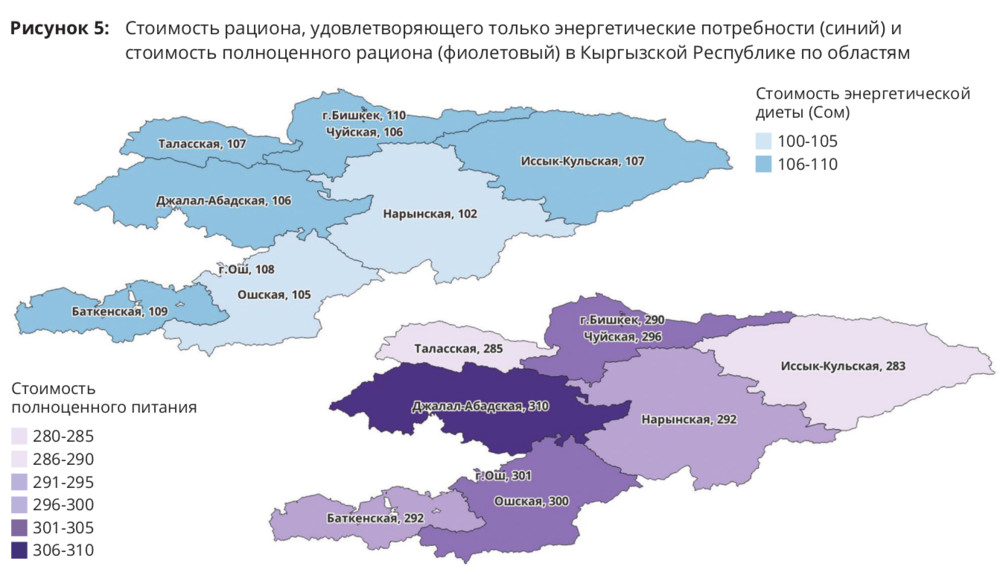 Рисунок 5: Стоимость рациона, удовлетворяющего только энергетические потребности (синий) и
стоимость полноценного рациона (фиолетовый) в Кыргызской Республике по областям
Стоимость энергетической
диеты (Сом)
100-105
106-110
г.Бишкек, 110
Чуйская, 106
Таласская, 107
Иссык-Кульская, 107
Джалал-Абадская, 106
Нарынская, 102
г.Ош, 108
Ошская, 105
Баткенская, 109
г.Бишкек, 290
Чуйская, 296
Таласская, 285
Иссык-Кульская, 283
Джалал-Абадская, 310
Нарынская, 292
г.Ош, 301
Ошская, 300
Баткенская, 292
Стоимость
полноценного питания
280-285
286-290
291-295
296-300
301-305
306-310